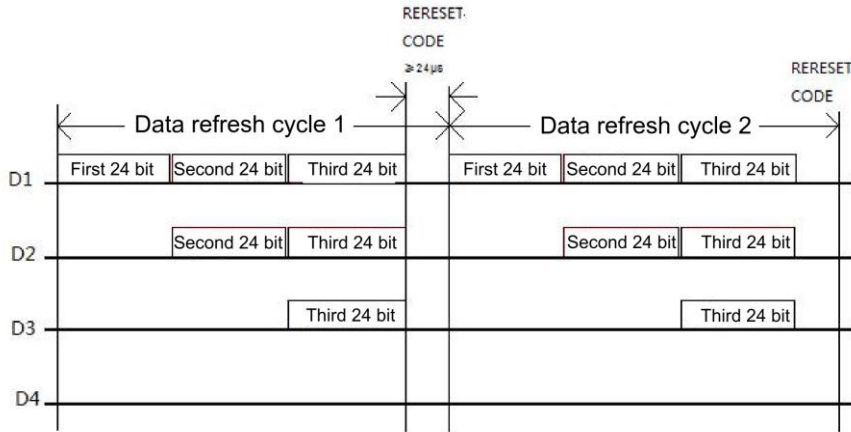 RERESET
CODE
≥24μs
RERESET
CODE
Data refresh cycle 1
Data refresh cycle 2
D1
First 24 bit
Second 24 bit
Third 24 bit
First 24 bit
Second 24 bit
Third 24 bit
D2
Second 24 bit
Third 24 bit
Second 24 bit
Third 24 bit
D3
Third 24 bit
Third 24 bit
D4